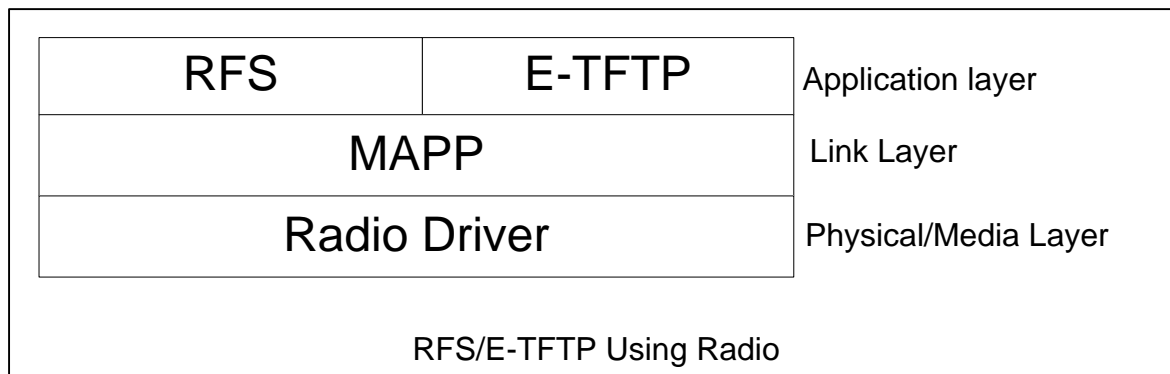 RFS E-TFTP Application layer
MAPP Link Layer
Radio Driver Physical/Media Layer
RFS/E-TFTP Using Radio